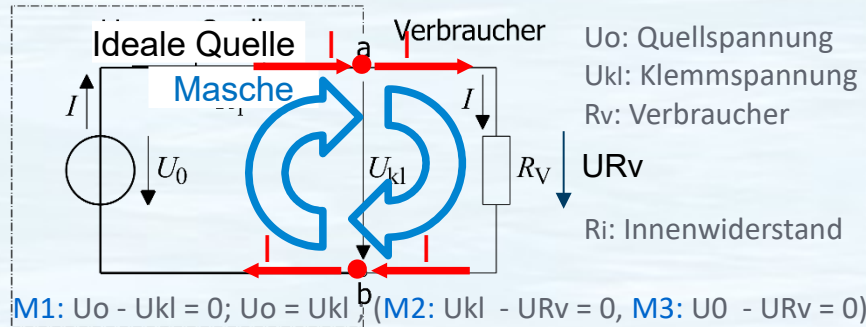 Ideale Quelle
I
a
I
Verbraucher
Masche
I
U0
Ukl
I
RV
URv
I
I
b
Uo: Quellspannung
Ukl: Klemmspannung
Rv: Verbraucher
Ri: Innenwiderstand
M1: Uo - Ukl = 0; Uo = Ukl , (M2: Ukl - URv = 0, M3: U0 - URv = 0)